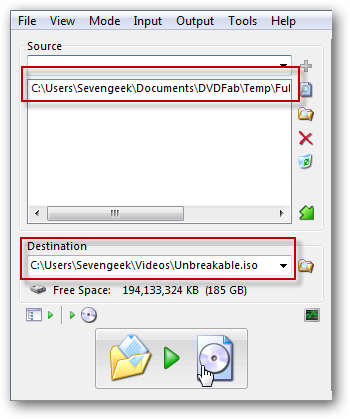 File View Mode Input Output Tools Help
Source
C:\Users\Sevengeek\Documents\DVDFab\Temp\Ful
Destination
C:\Users\Sevengeek\Videos\Unbreakable.iso
Free Space: 194,133,324 KB (185 GB)